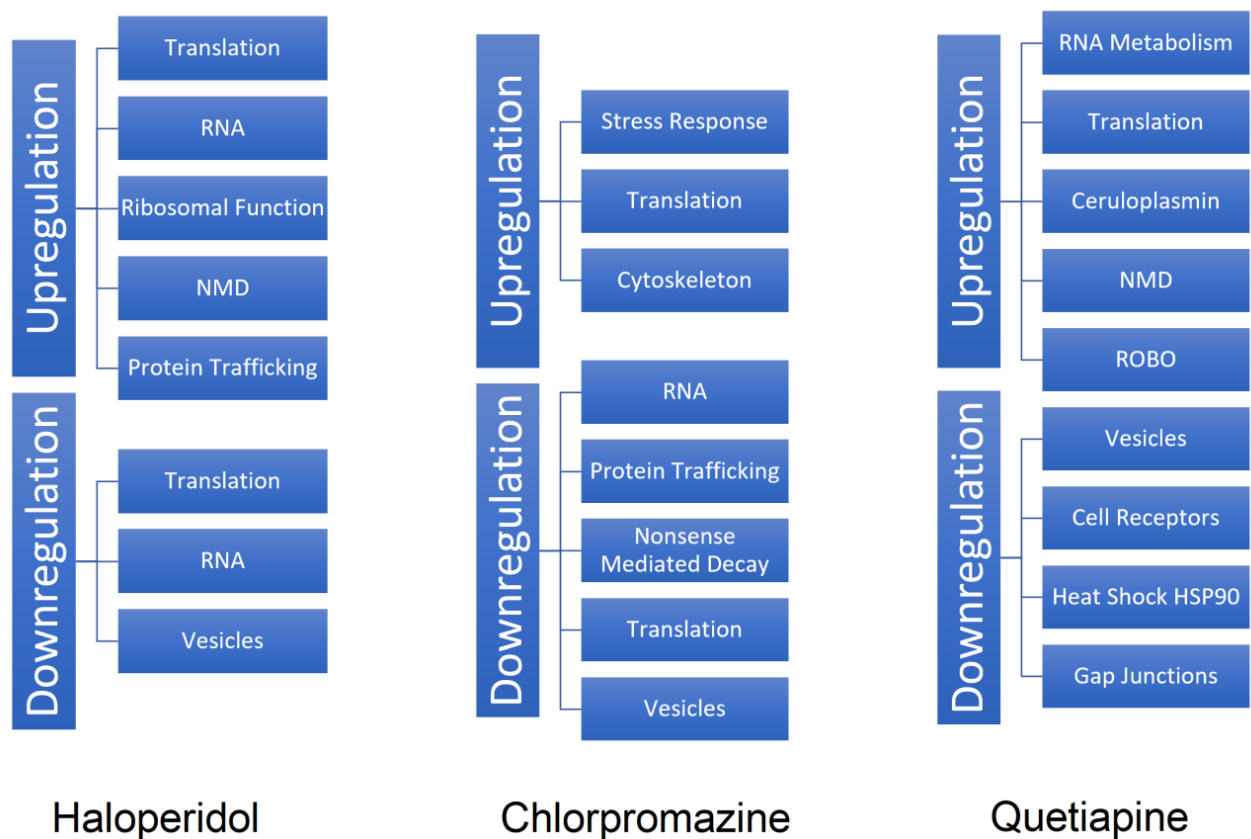 Upregulation
Translation
RNA
Ribosomal Function
NMD
Protein Trafficking
Downregulation
Translation
RNA
Vesicles
Haloperidol
Upregulation
Stress Response
Translation
Cytoskeleton
Downregulation
RNA
Protein Trafficking
Nonsense
Mediated Decay
Translation
Vesicles
Chlorpromazine
Upregulation
RNA Metabolism
Translation
Ceruloplasmin
NMD
ROBO
Downregulation
Vesicles
Cell Receptors
Heat Shock HSP90
Gap Junctions
Quetiapine